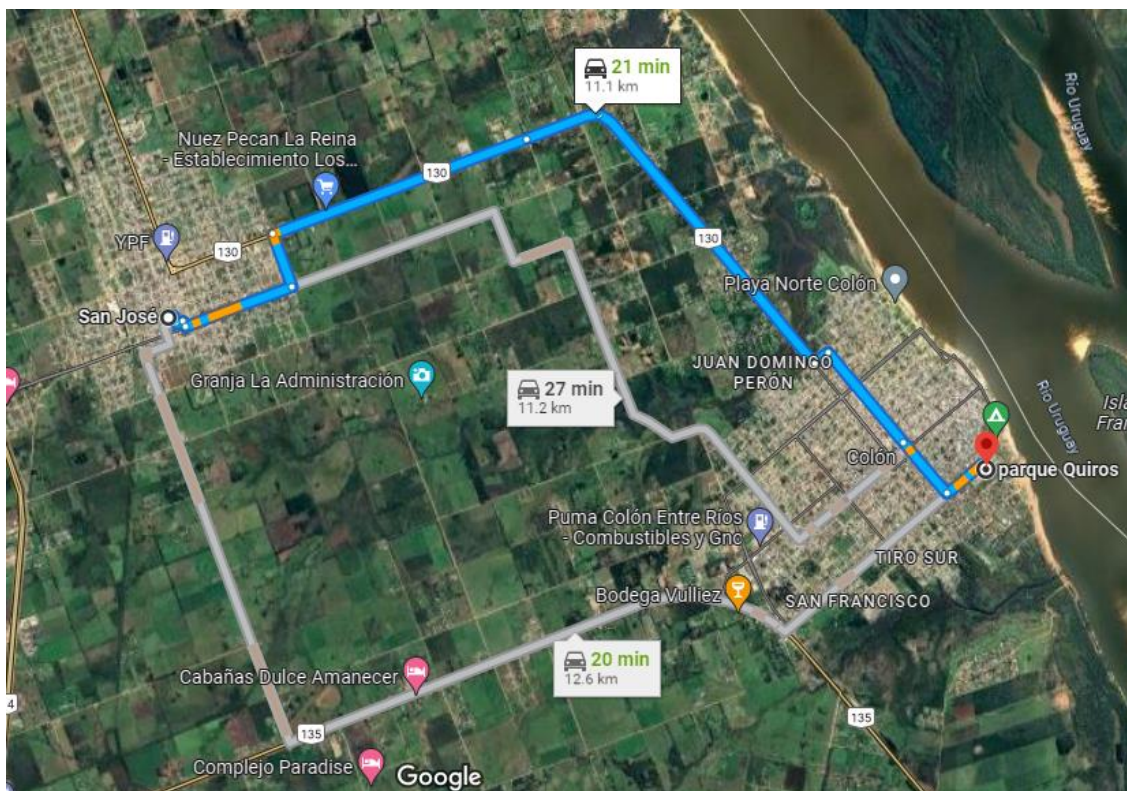 21 min
11.1 km
Río Uruguay
Nuez Pecan La Reina
- Establecimiento Los...
130
YPF
130
130
Playa Norte Colón
San José
JUAN DOMINGO
PERÓN
Granja La Administración
27 min
11.2 km
Río Uruguay
Isla
Fran
Colón
parque Quiros
Puma Colón Entre Ríos
- Combustibles y Gnc
TIRO SUR
Bodega Vulliez
SAN FRANCISCO
20 min
12.6 km
Cabañas Dulce Amanecer
4
135
135
Complejo Paradise
Google